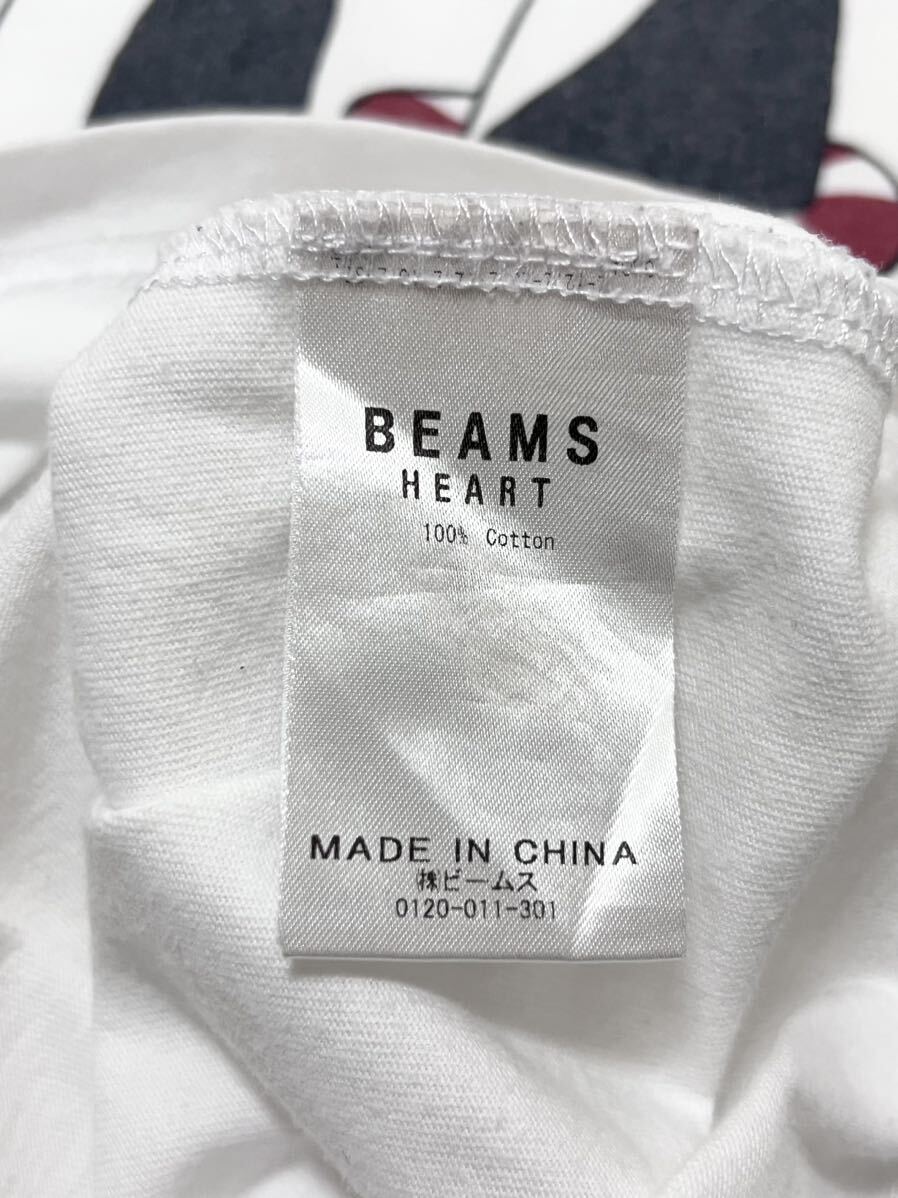 BEAMS
HEART
100% Cotton
MADE IN CHINA
㈱ビームス
0120-011-301